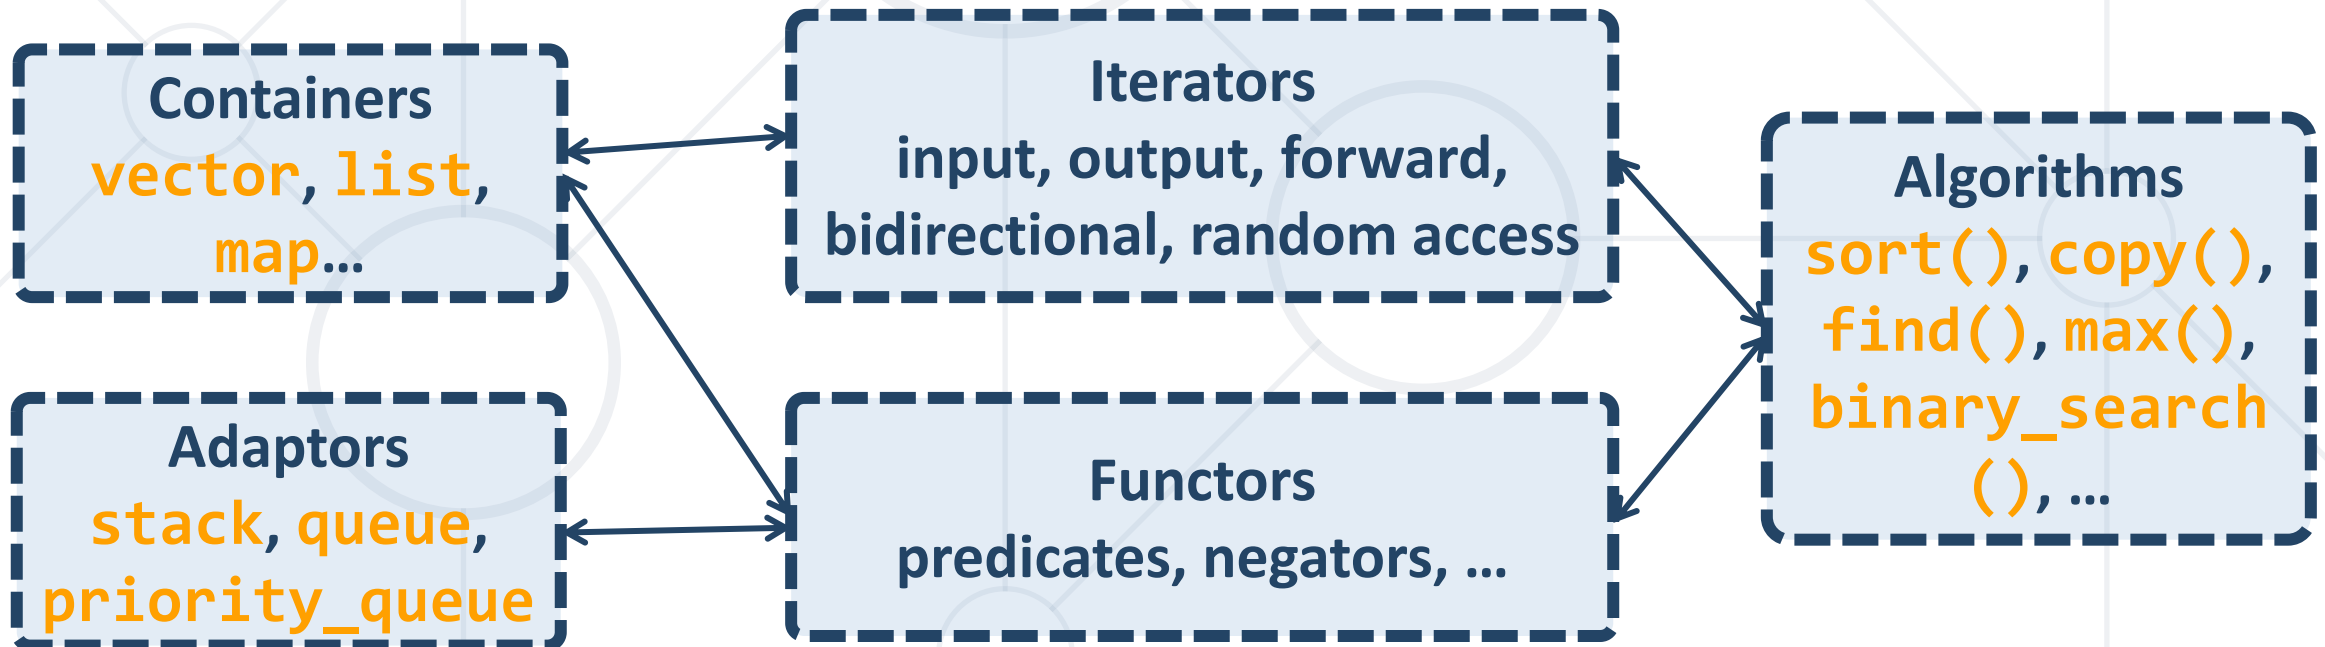 Containers
vector, list,
map…
Adaptors
stack, queue,
priority_queue
Iterators
input, output, forward,
bidirectional, random access
Functors
predicates, negators, …
Algorithms
sort(), copy(),
find(), max(),
binary_search
(), …